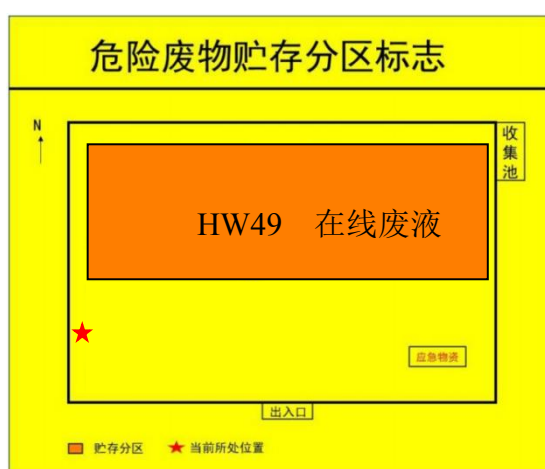 危险废物贮存分区标志
N
收集池
HW49 在线废液
应急物资
出入口
贮存分区 当前所处位置